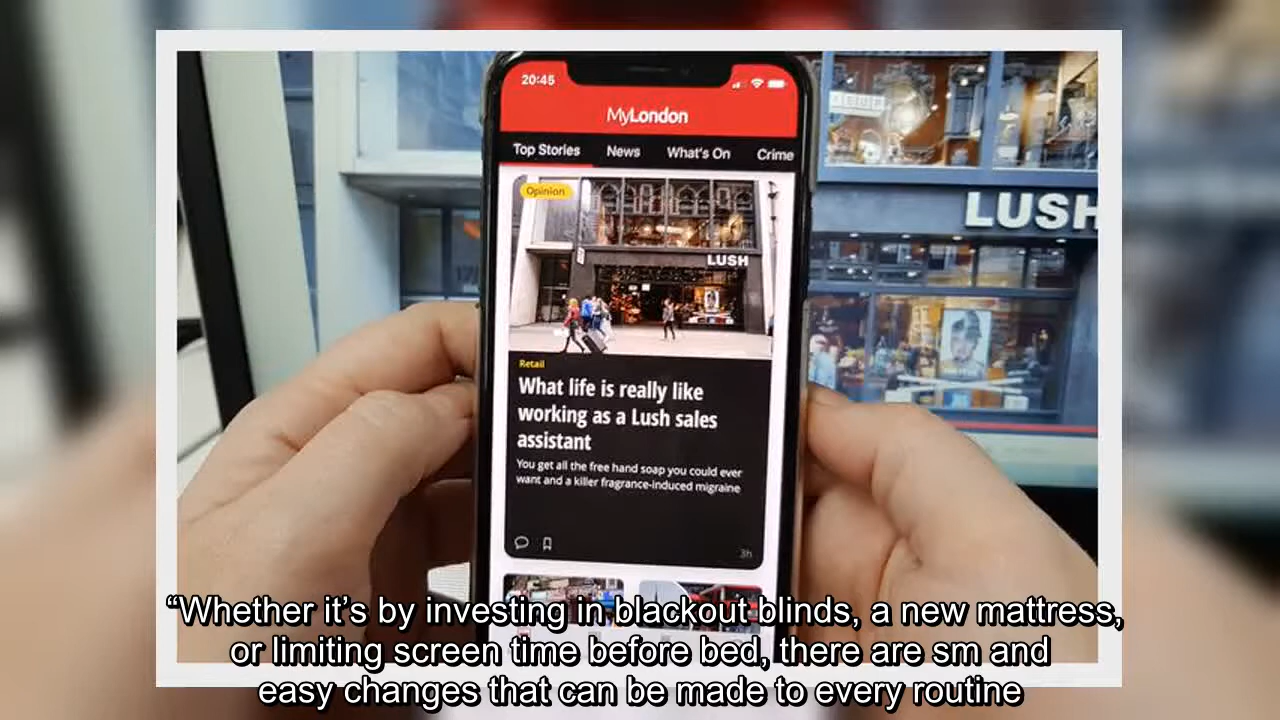 20:45
MyLondon
Top Stories News What's On Crime
Opinion
LUSH
LUSH
Retail
What life is really like
working as a Lush sales
assistant
You get all the free hand soap you could ever
want and a killer fragrance-induced migraine
3h
“Whether it’s by investing in blackout blinds, a new mattress,
or limiting screen time before bed, there are sm and
easy changes that can be made to every routine